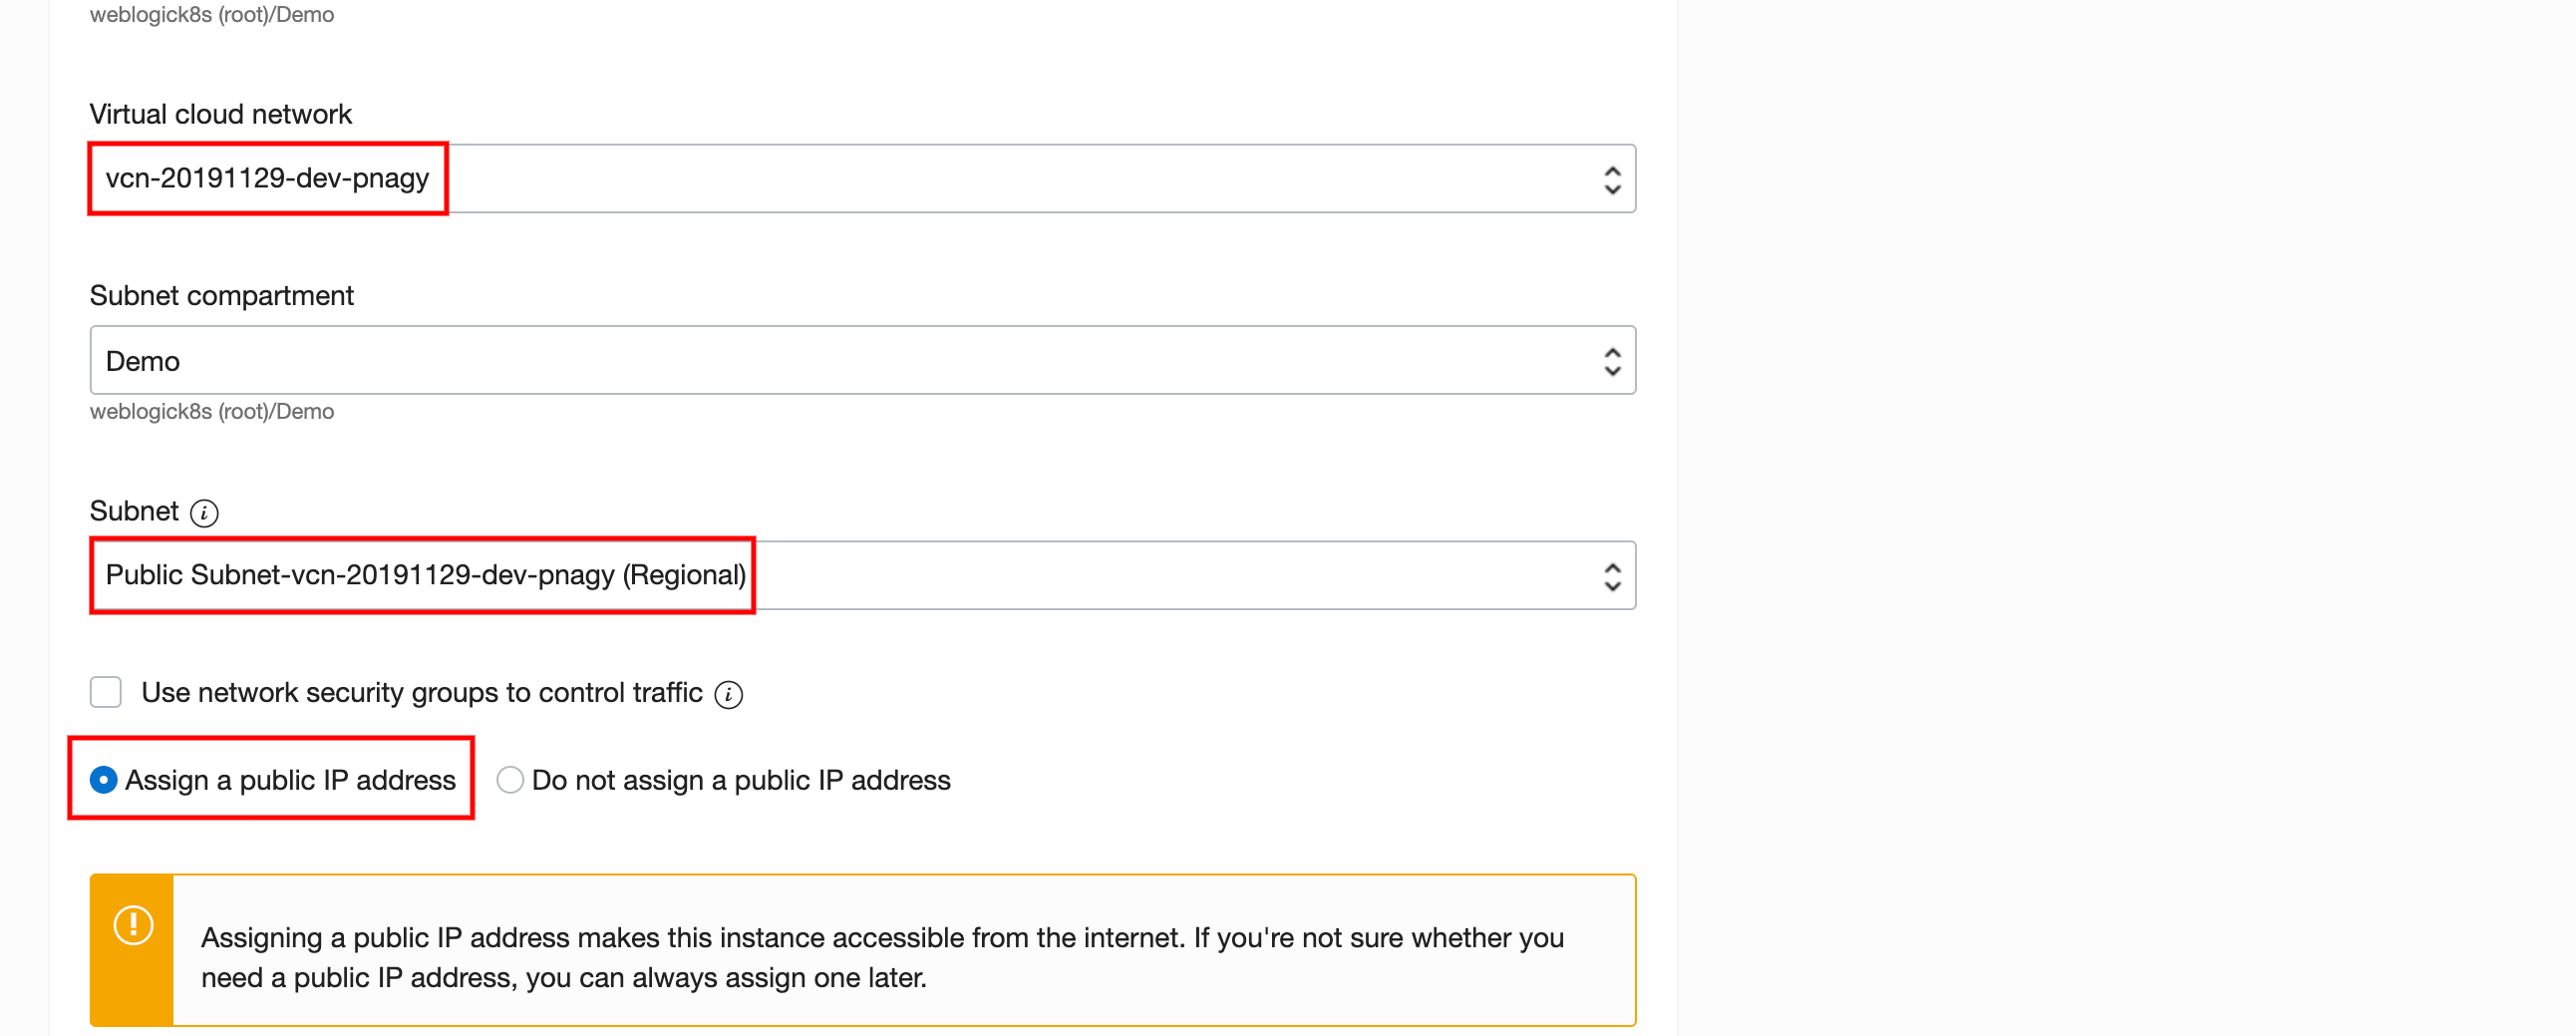 weblogick8s (root)/Demo
Virtual cloud network
vcn-20191129-dev-pnagy
Subnet compartment
Demo
weblogick8s (root)/Demo
Subnet
Public Subnet-vcn-20191129-dev-pnagy (Regional)
Use network security groups to control traffic
Assign a public IP address Do not assign a public IP address
Assigning a public IP address makes this instance accessible from the internet. If you're not sure whether you
need a public IP address, you can always assign one later.